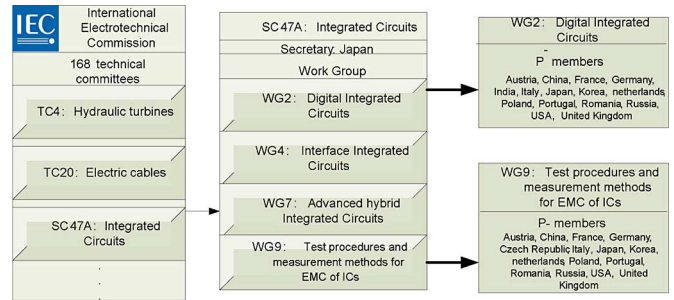 IEC
International
Electrotechnical
Commission
168 technical
committees
TC4: Hydraulic turbines
TC20: Electric cables
SC47A: Integrated
Circuits
.
.
.
SC47A: Integrated Circuits
Secretary: Japan
Work Group
WG2: Digital Integrated
Circuits
WG4: Interface Integrated
Circuits
WG7: Advanced hybrid
Integrated Circuits
WG9: Test procedures and
measurement methods for
EMC of ICs
WG2: Digital Integrated
Circuits
-
P members
Austria, China, France, Germany,
India, Italy, Japan, Korea, netherlands,
Poland, Portugal, Romania, Russia,
USA, United Kingdom
WG9: Test procedures and
measurement methods
for EMC of ICs
P- members
Austria, China, France, Germany,
Czech Republic, Italy, Japan, Korea,
netherlands, Poland, Portugal,
Romania, Russia, USA, United
Kingdom